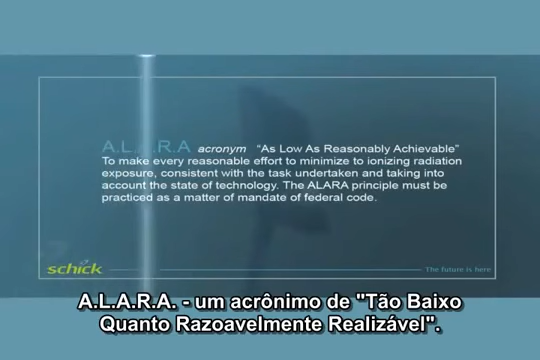 A.L.A.R.A acronym "As Low As Reasonably Achievable"
To make every reasonable effort to minimize to ionizing radiation
exposure, consistent with the task undertaken and taking into
account the state of technology. The ALARA principle must be
practiced as a matter of mandate of federal code.
schick
The future is here
A.L.A.R.A. - um acrônimo de "Tão Baixo
Quanto Razoavelmente Realizável".